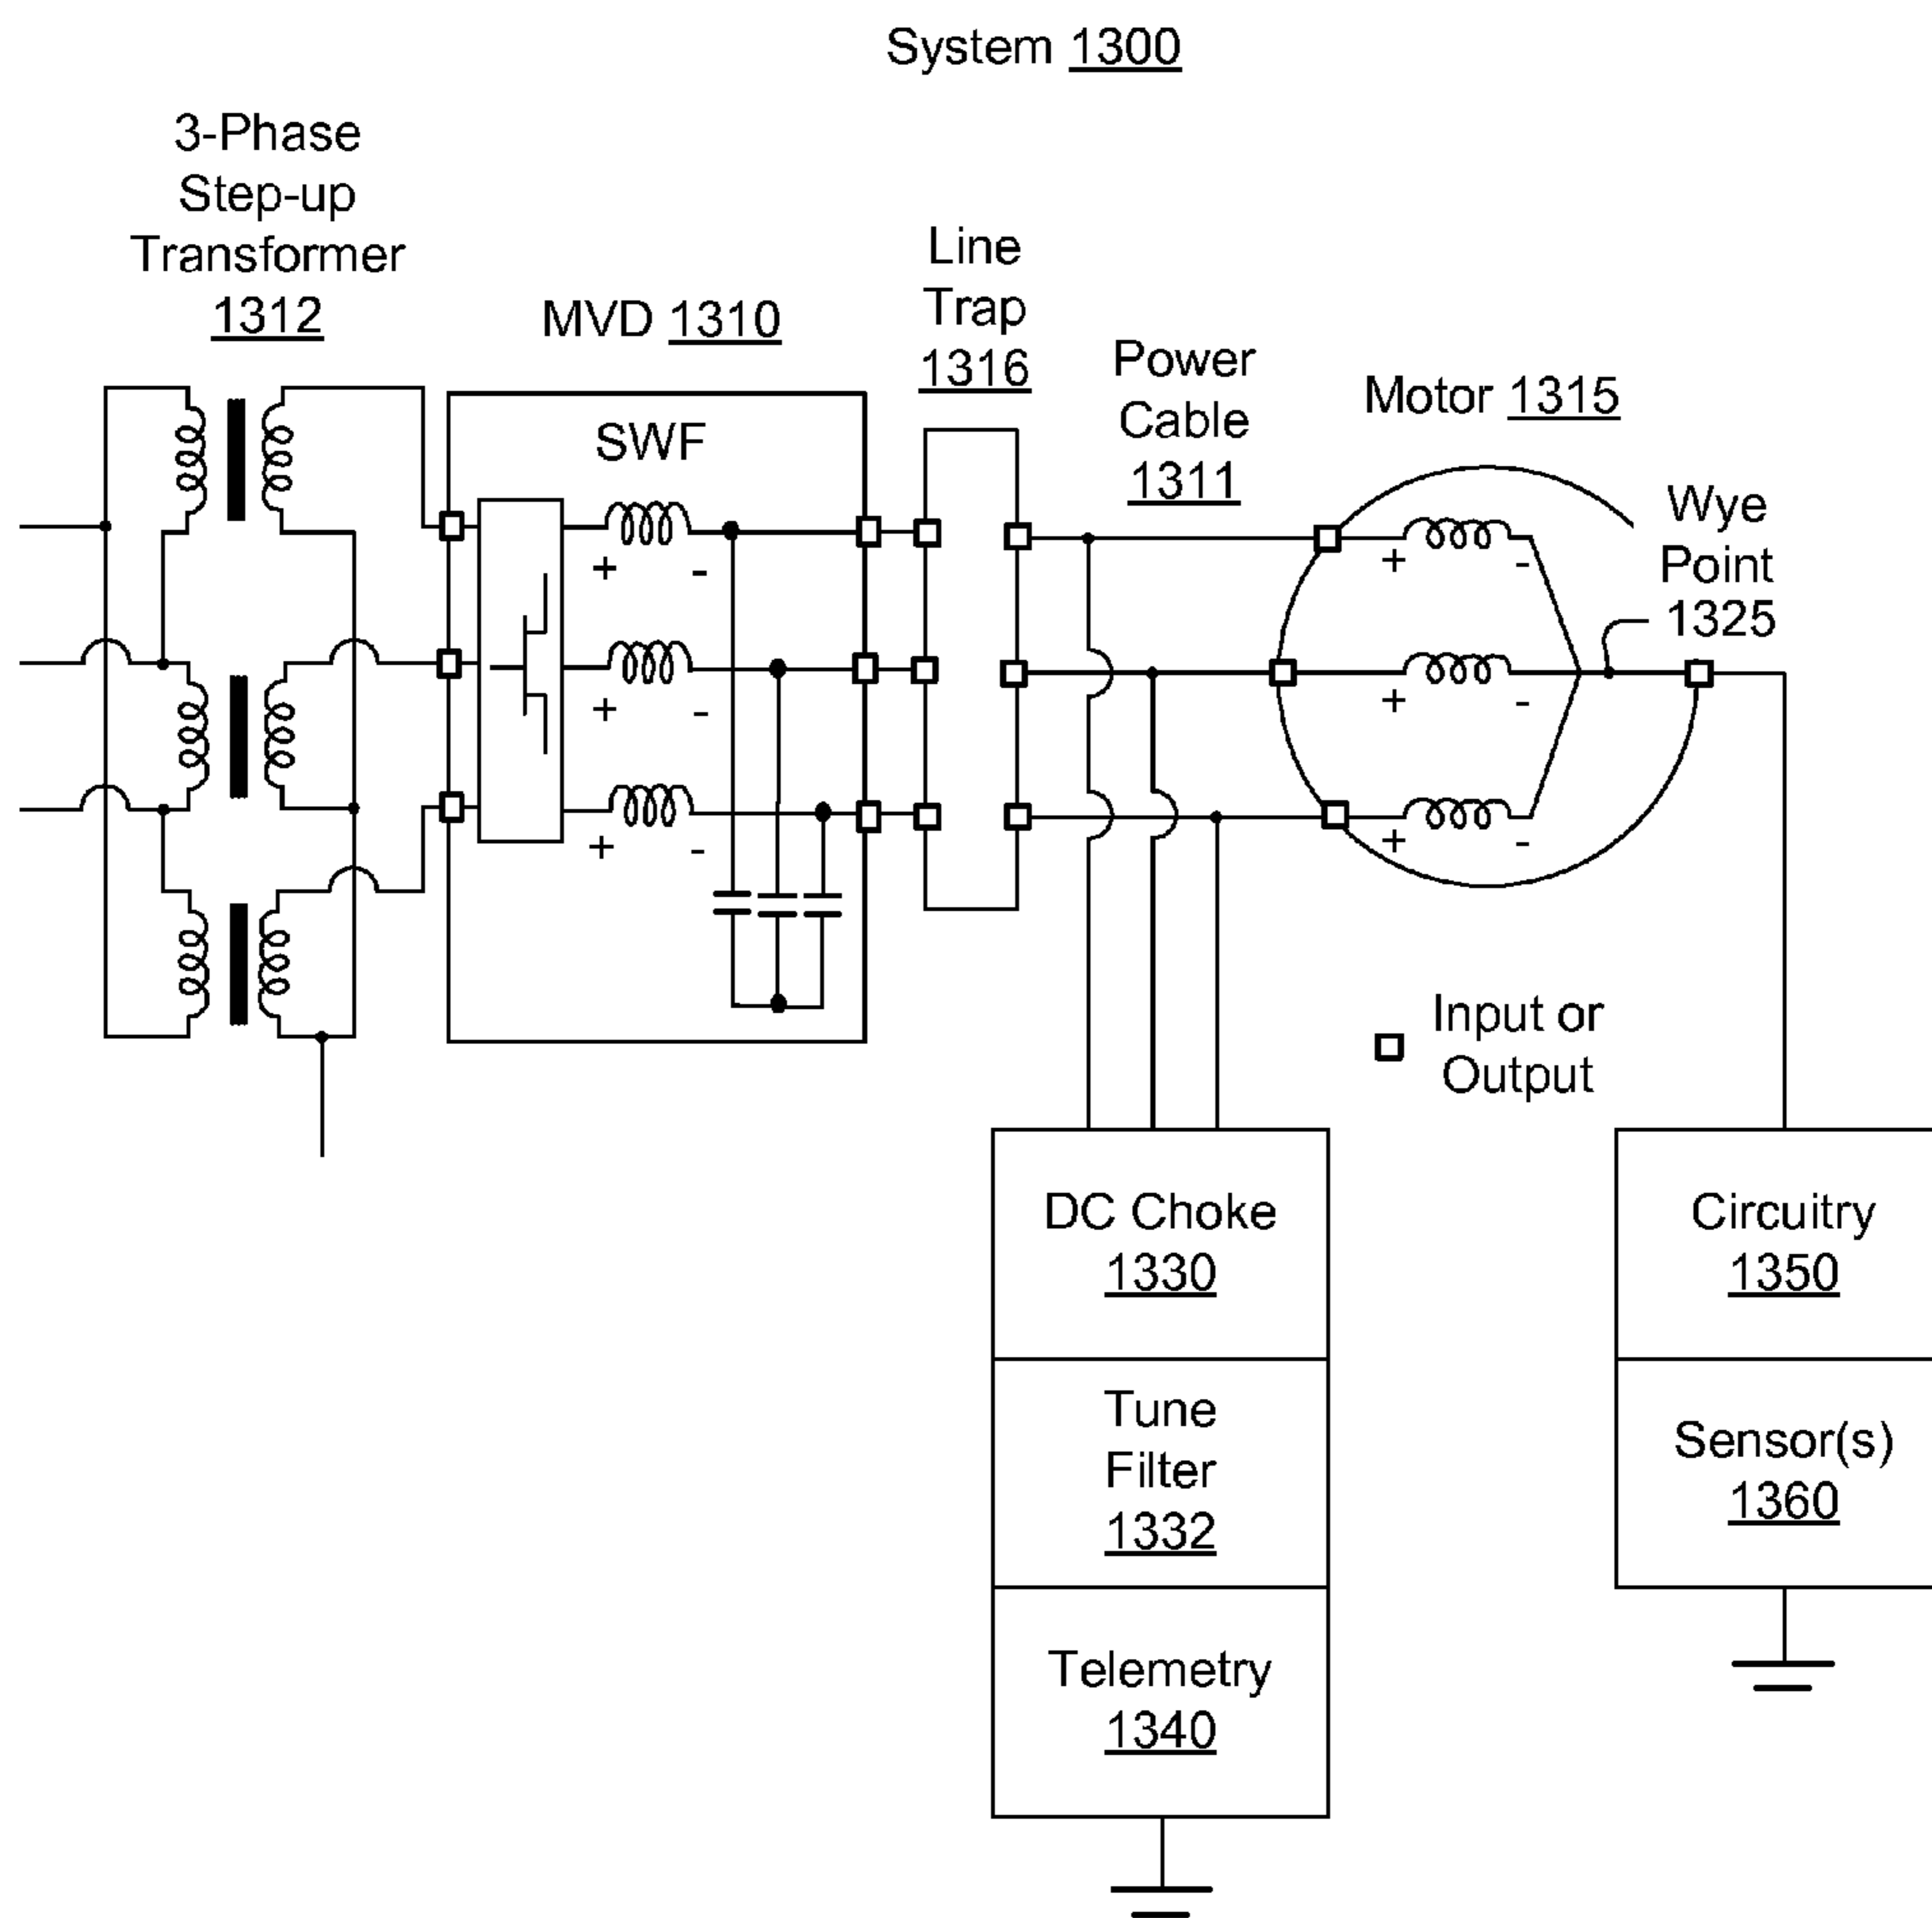 System 1300
3-Phase
Step-up
Transformer
1312
MVD 1310
Line
Trap
1316
Power
Cable
1311
Motor 1315
SWF
Wye
Point
1325
+ -
+ -
+ -
+ -
+ -
+ -
Input or
Output
DC Choke
1330
Tune
Filter
1332
Telemetry
1340
Circuitry
1350
Sensor(s)
1360